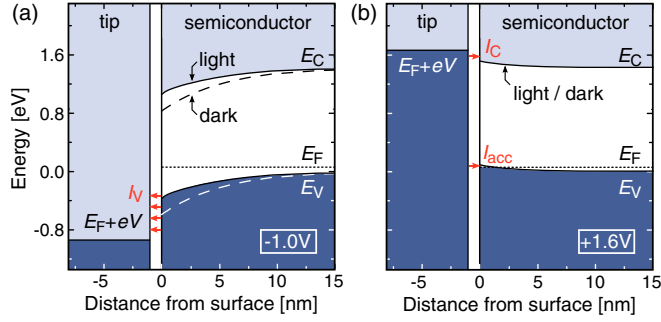 (a)
tip
semiconductor
light
dark
E_C
E_F
E_V
I_V
E_F+eV
-1.0V
Energy [eV]
1.6
0.8
0.0
-0.8
-5
0
5
10
15
Distance from surface [nm]
(b)
tip
semiconductor
E_F+eV
I_C
E_C
light / dark
I_acc
E_F
E_V
+1.6V
-5
0
5
10
15
Distance from surface [nm]